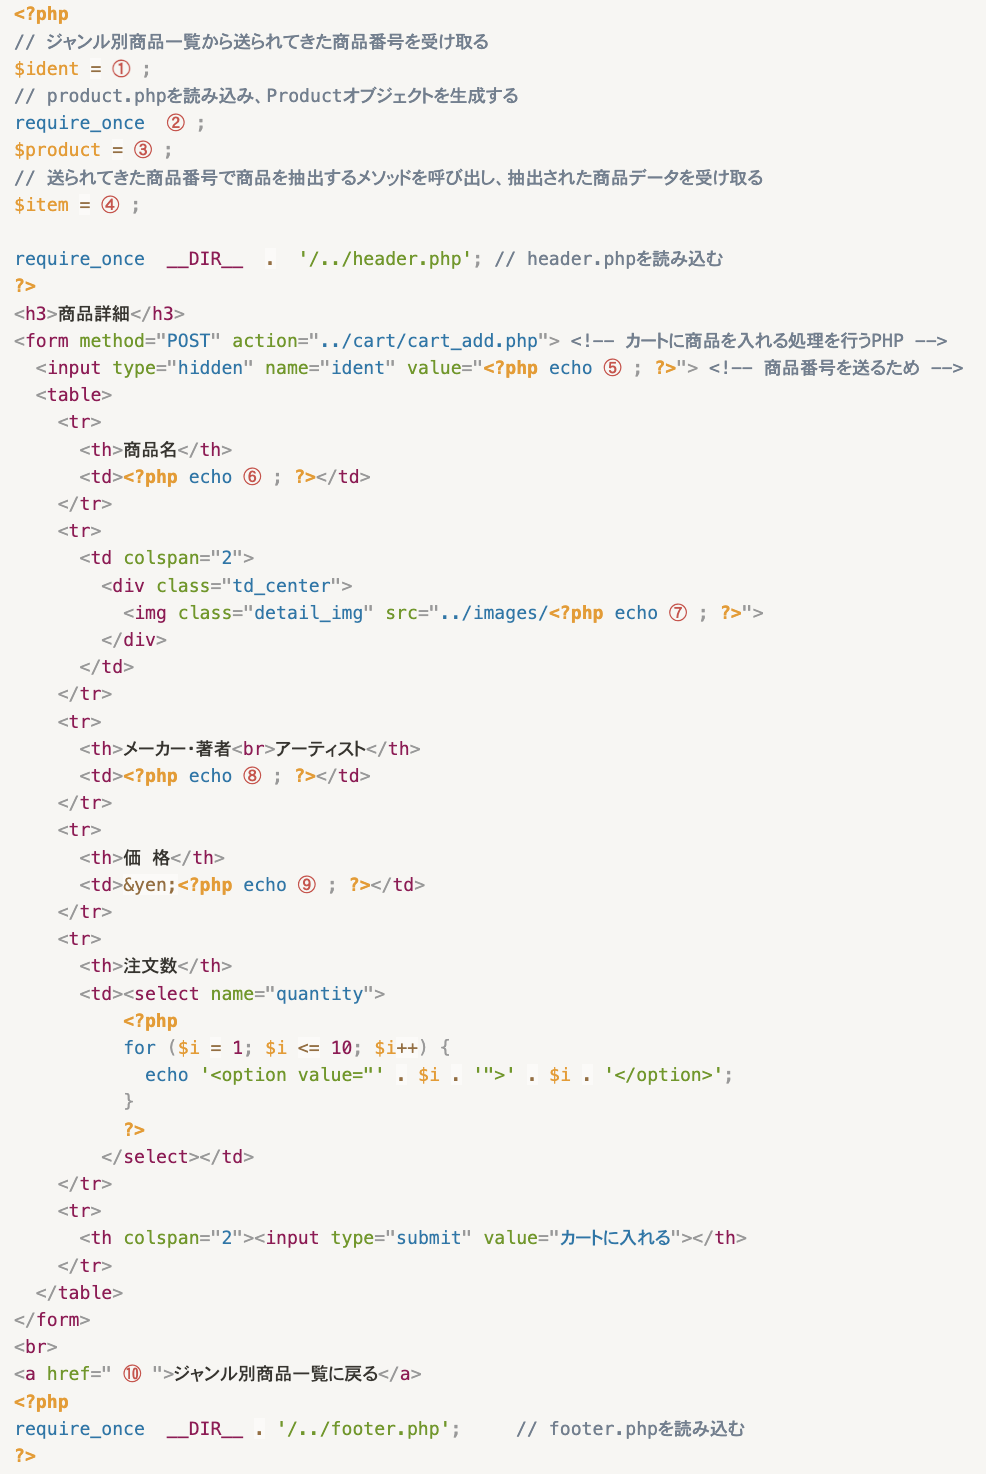 <?php
// ジャンル別商品一覧から送られてきた商品番号を受け取る
$ident = ① ;
// product.phpを読み込み、Productオブジェクトを生成する
require_once  ② ;
$product = ③ ;
// 送られてきた商品番号で商品を抽出するメソッドを呼び出し、抽出された商品データを受け取る
$item = ④ ;

require_once  __DIR__  .  '/../header.php'; // header.phpを読み込む
?>
<h3>商品詳細</h3>
<form method="POST" action="../cart/cart_add.php"> <!-- カートに商品を入れる処理を行うPHP -->
  <input type="hidden" name="ident" value="<?php echo ⑤ ; ?>"> <!-- 商品番号を送るため -->
  <table>
    <tr>
      <th>商品名</th>
      <td><?php echo ⑥ ; ?></td>
    </tr>
    <tr>
      <td colspan="2">
        <div class="td_center">
          <img class="detail_img" src="../images/<?php echo ⑦ ; ?>">
        </div>
      </td>
    </tr>
    <tr>
      <th>メーカー・著者<br>アーティスト</th>
      <td><?php echo ⑧ ; ?></td>
    </tr>
    <tr>
      <th>価 格</th>
      <td>&yen;<?php echo ⑨ ; ?></td>
    </tr>
    <tr>
      <th>注文数</th>
      <td><select name="quantity">
          <?php
          for ($i = 1; $i <= 10; $i++) {
            echo '<option value="' . $i . '">' . $i . '</option>';
          }
          ?>
        </select></td>
    </tr>
    <tr>
      <th colspan="2"><input type="submit" value="カートに入れる"></th>
    </tr>
  </table>
</form>
<br>
<a href=" ⑩ ">ジャンル別商品一覧に戻る</a>
<?php
require_once  __DIR__ . '/../footer.php';     // footer.phpを読み込む
?>